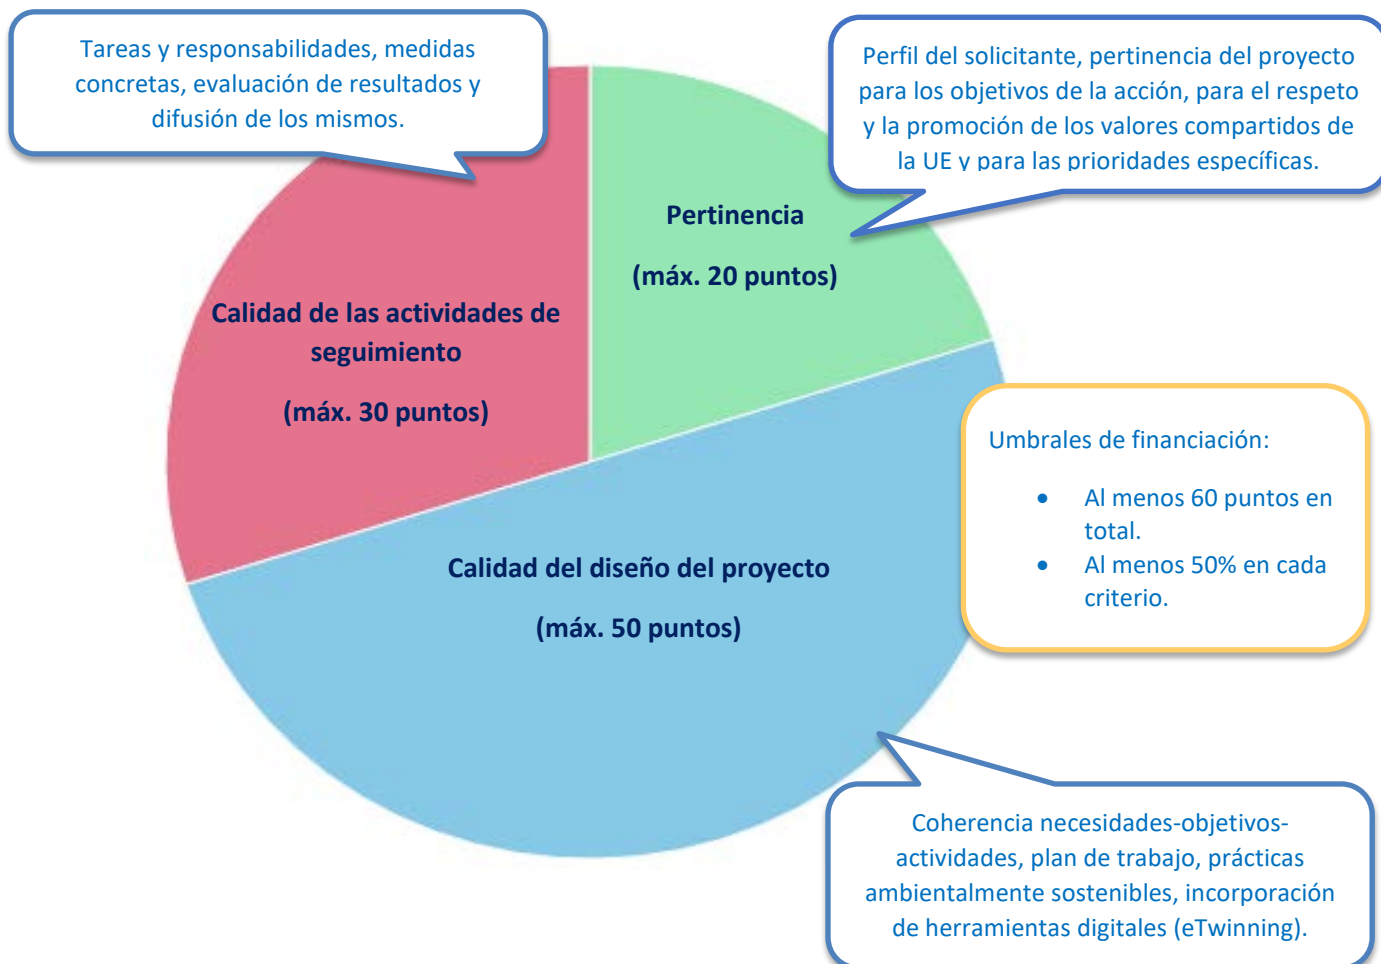 Tareas y responsabilidades, medidas
concretas, evaluación de resultados y
difusión de los mismos.
Perfil del solicitante, pertinencia del proyecto
para los objetivos de la acción, para el respeto
y la promoción de los valores compartidos de
la UE y para las prioridades específicas.
Pertinencia
(máx. 20 puntos)
Calidad de las actividades de
seguimiento
(máx. 30 puntos)
Umbrales de financiación:
• Al menos 60 puntos en
total.
• Al menos 50% en cada
criterio.
Calidad del diseño del proyecto
(máx. 50 puntos)
Coherencia necesidades-objetivos-
actividades, plan de trabajo, prácticas
ambientalmente sostenibles, incorporación
de herramientas digitales (eTwinning).